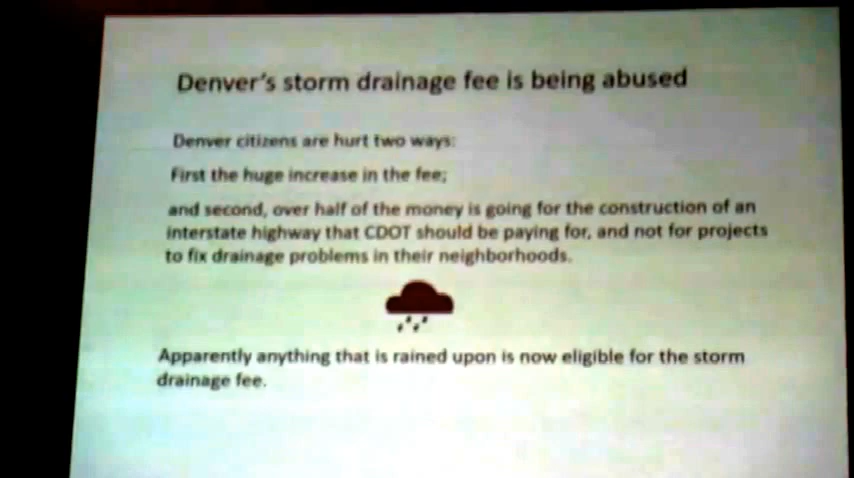 Denver's storm drainage fee is being abused
Denver citizens are hurt two ways:
First the huge increase in the fee;
and second, over half of the money is going for the construction of an
interstate highway that CDOT should be paying for, and not for projects
to fix drainage problems in their neighborhoods.
Apparently anything that is rained upon is now eligible for the storm
drainage fee.